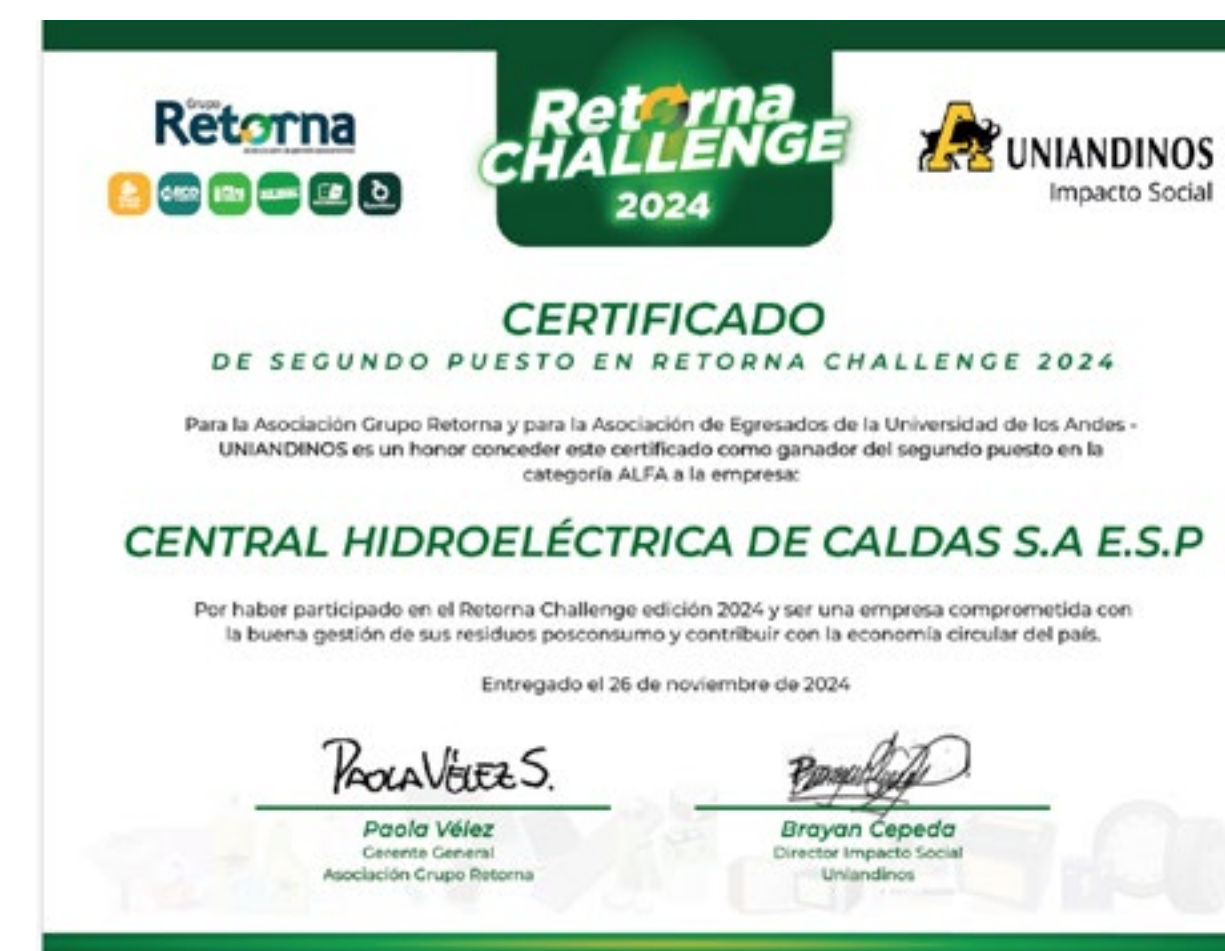 Grupo
Retorna
Retorna
CHALLENGE
2024
UNIANDINOS
Impacto Social
CERTIFICADO
DE SEGUNDO PUESTO EN RETORNA CHALLENGE 2024
Para la Asociación Grupo Retorna y para la Asociación de Egresados de la Universidad de los Andes -
UNIANDINOS es un honor conceder este certificado como ganador del segundo puesto en la
categoría ALFA a la empresa:
CENTRAL HIDROELÉCTRICA DE CALDAS S.A E.S.P
Por haber participado en el Retorna Challenge edición 2024 y ser una empresa comprometida con
la buena gestión de sus residuos posconsumo y contribuir con la economía circular del país.
Entregado el 26 de noviembre de 2024
PAOLA VÉLEZ S.
Paola Vélez
Gerente General
Asociación Grupo Retorna
Brayan Cepeda
Director Impacto Social
Uniandinos